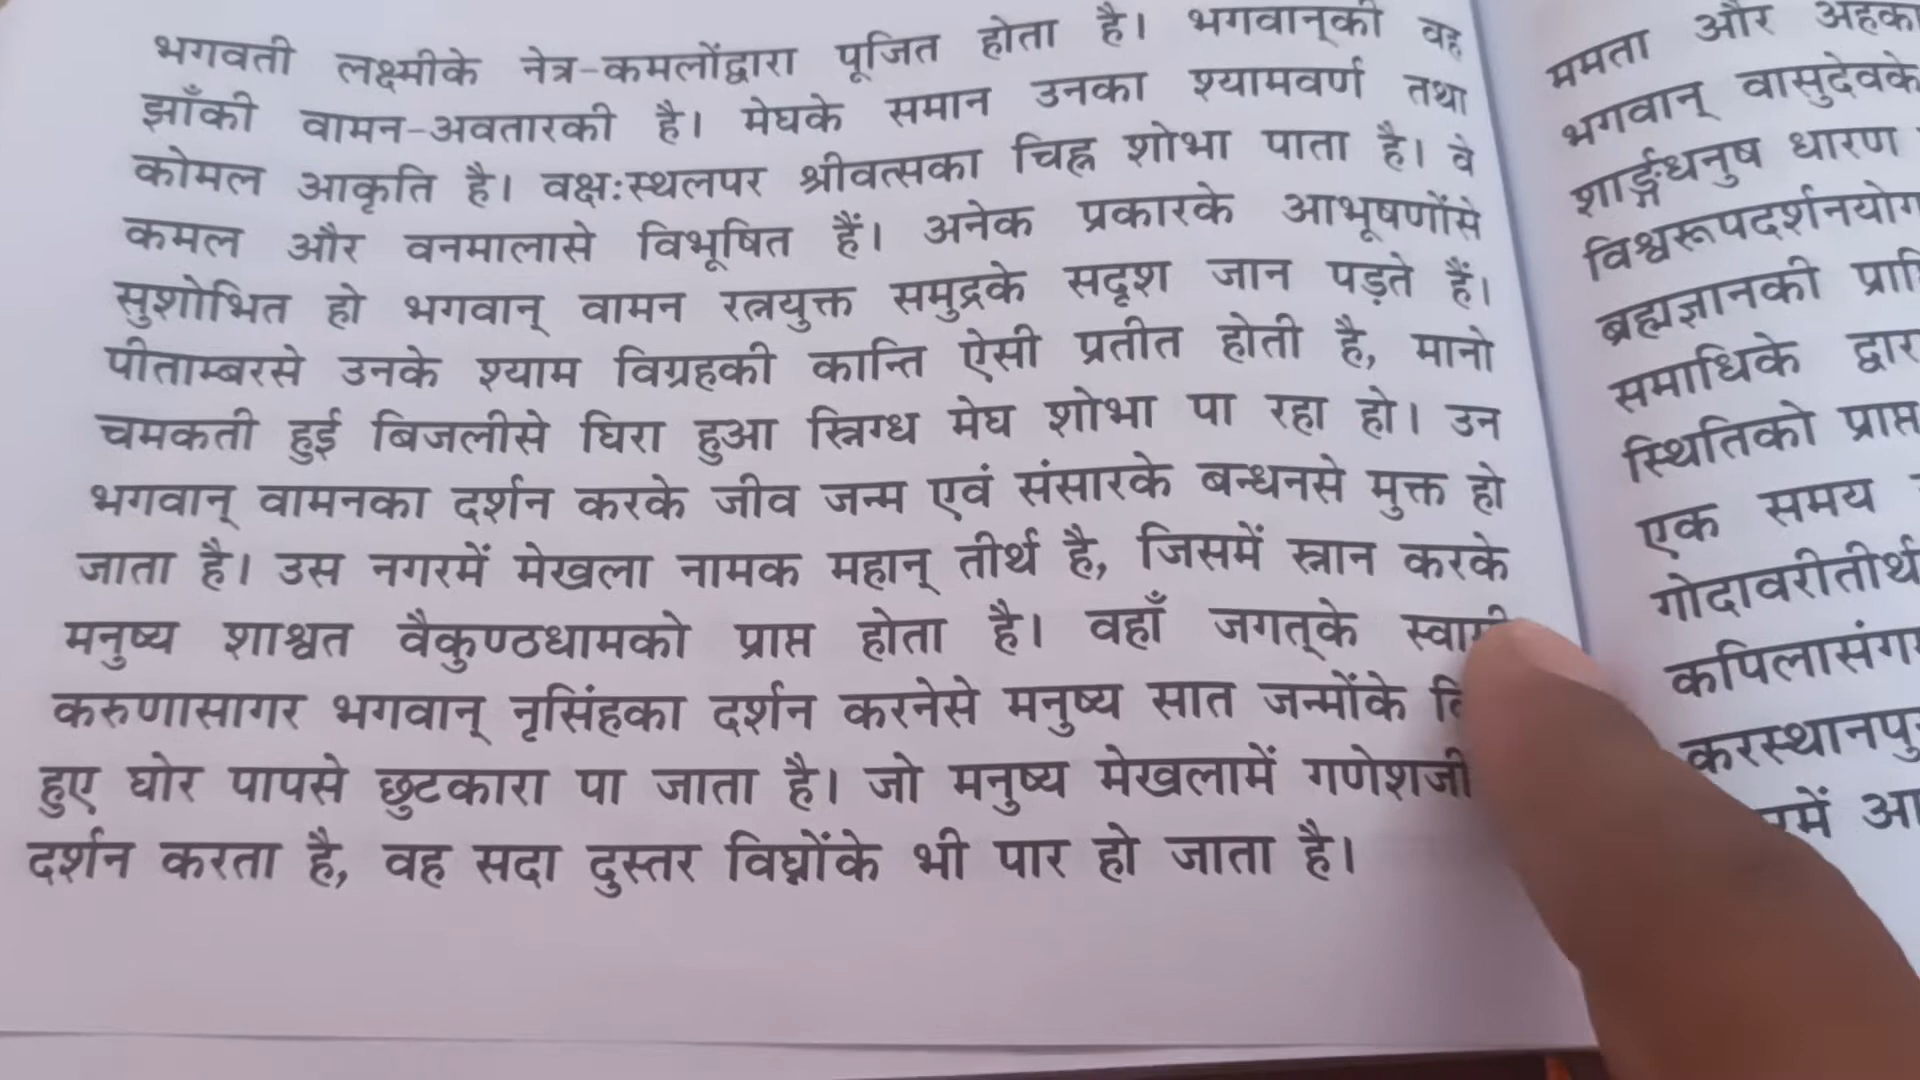 भगवती लक्ष्मीके नेत्र-कमलोंद्वारा पूजित होता है। भगवान्‌की वह
झाँकी वामन-अवतारकी है। मेघके समान उनका श्यामवर्ण तथा
कोमल आकृति है। वक्षःस्थलपर श्रीवत्सका चिह्न शोभा पाता है। वे
कमल और वनमालासे विभूषित हैं। अनेक प्रकारके आभूषणोंसे
सुशोभित हो भगवान् वामन रत्नयुक्त समुद्रके सदृश जान पड़ते हैं।
पीताम्बरसे उनके श्याम विग्रहकी कान्ति ऐसी प्रतीत होती है, मानो
चमकती हुई बिजलीसे घिरा हुआ स्निग्ध मेघ शोभा पा रहा हो। उन
भगवान् वामनका दर्शन करके जीव जन्म एवं संसारके बन्धनसे मुक्त हो
जाता है। उस नगरमें मेखला नामक महान् तीर्थ है, जिसमें स्नान करके
मनुष्य शाश्वत वैकुण्ठधामको प्राप्त होता है। वहाँ जगत्‌के स्वामी
करुणासागर भगवान् नृसिंहका दर्शन करनेसे मनुष्य सात जन्मोंके
हुए घोर पापसे छुटकारा पा जाता है। जो मनुष्य मेखलामें गणेशजी
दर्शन करता है, वह सदा दुस्तर विघ्नोंके भी पार हो जाता है।
ममता और
भगवान् वासुदेवके
शार्ङ्गधनुष धारण
विश्वरूपदर्शनयोग
ब्रह्मज्ञानकी
समाधिके
स्थितिको प्राप्त
एक समय
गोदावरीतीर्थ